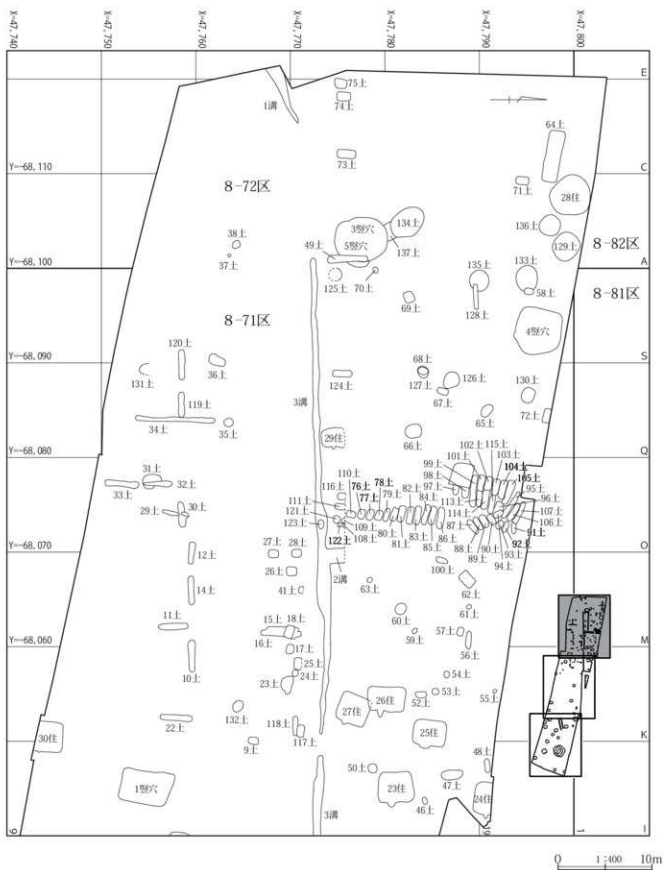 X=-47,740
X=-47,750
X=-47,760
X=-47,770
X=-47,780
X=-47,790
X=-47,800
E
75土
74土
1溝
64土
Y=-68,110
73土
71土
C
8-72区
28住
38土
3竪穴
134土
136土
49土
5竪穴
129土
8-82区
37土
137土
Y=-68,100
135土
133土
A
125土
70土
58土
8-81区
8-71区
69土
128土
4竪穴
120土
Y=-68,090
68土
S
131土
36土
124土
127土
126土
130土
119土
3溝
67土
34土
65土
72土
35土
29住
66土
102土
115土
Y=-68,080
101土
103土
Q
31土
110土
78土
82土
99土
104土
116土
76土
79土
84土
98土
105土
33土
32土
77土
97土
95土
111土
113土
96土
29土
30土
121土
114土
107土
123土
109土
80土
83土
86土
87土
106土
27土
28土
108土
81土
85土
88土
90土
91土
Y=-68,070
12土
122土
89土
93土
92土
O
26土
2溝
100土
94土
14土
41土
63土
62土
11土
15土
18土
60土
61土
16土
59土
57土
Y=-68,060
17土
56土
M
10土
25土
24土
54土
23土
26住
53土
55土
132土
27住
52土
22土
118土
25住
30住
9土
117土
Y=-68,050
K
50土
48土
1竪穴
47土
23住
24住
46土
3溝
9
19
1
I
0
1:400
10m